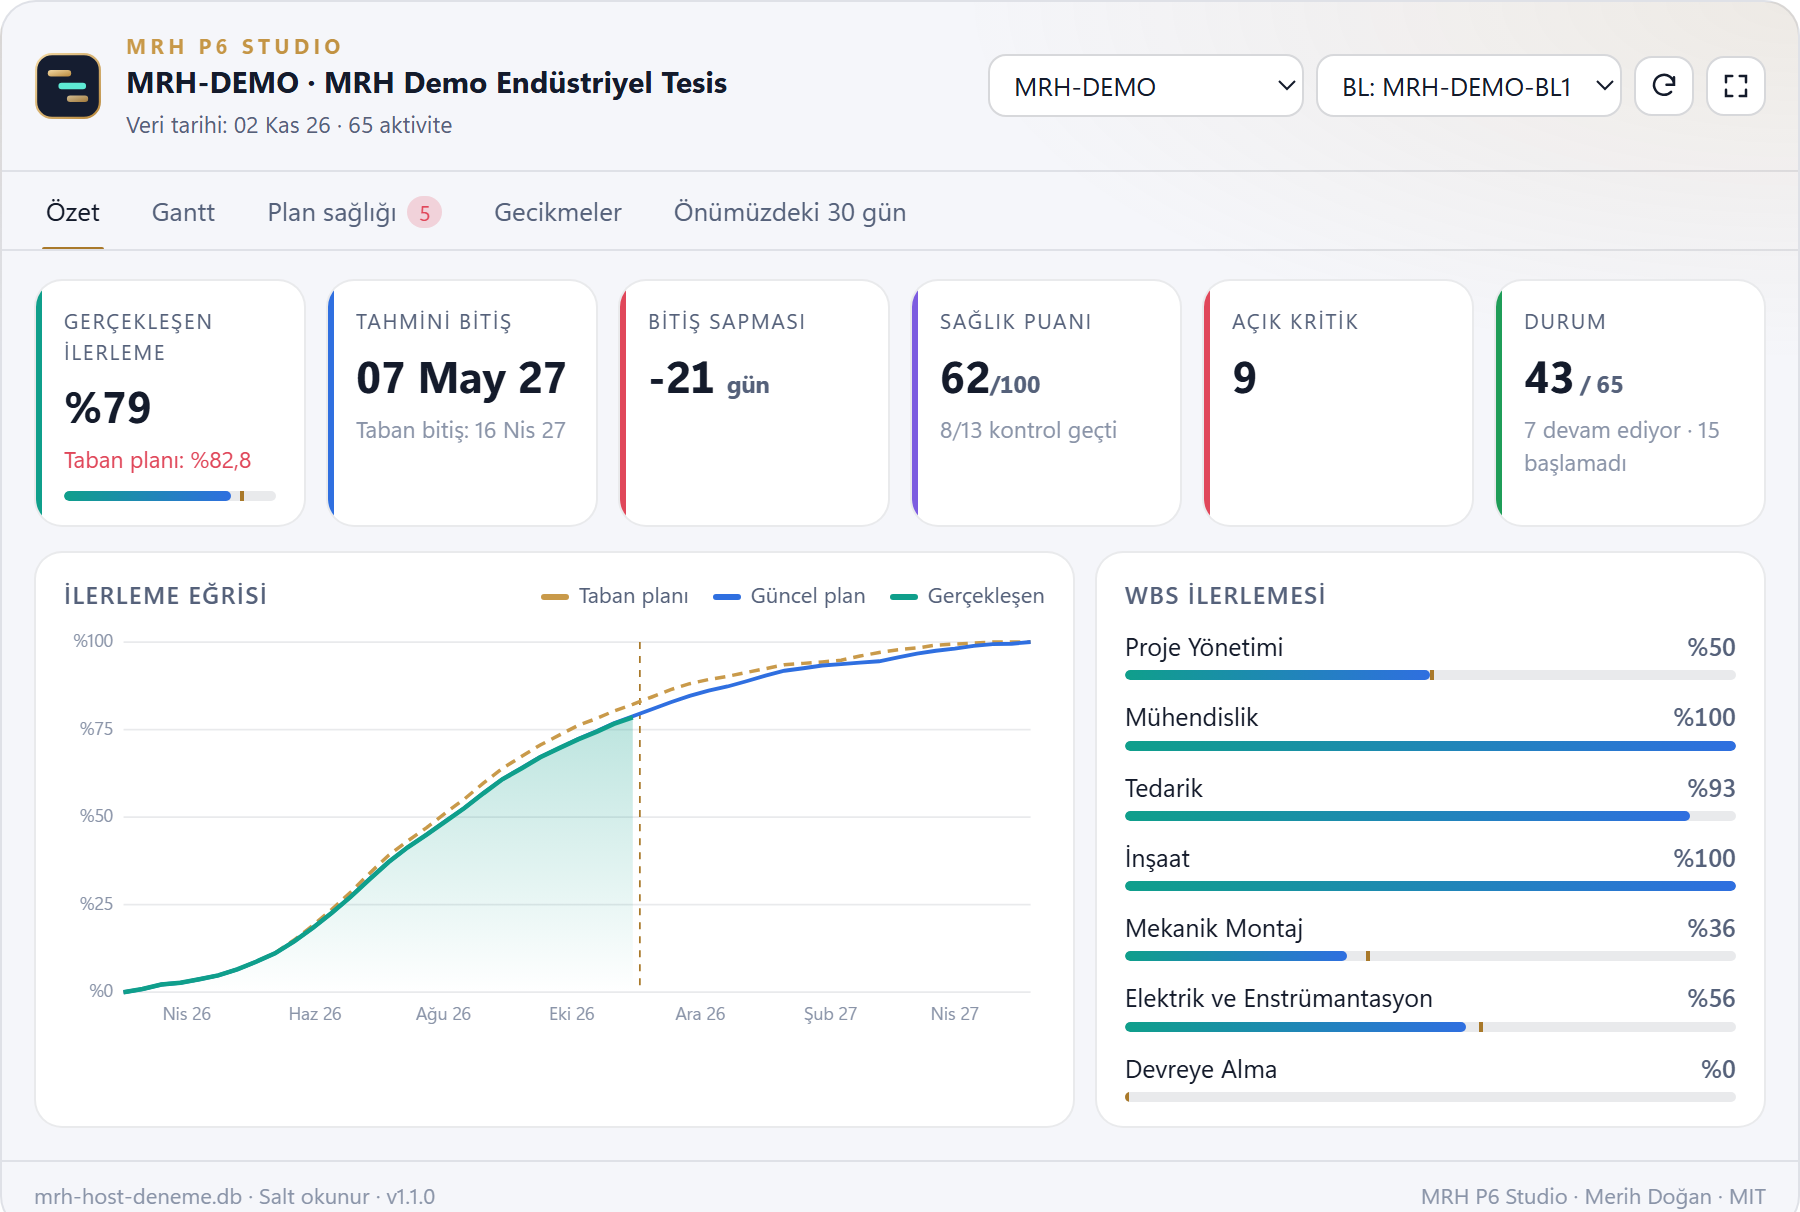 MRH P6 STUDIO
MRH-DEMO · MRH Demo Endüstriyel Tesis
Veri tarihi: 02 Kas 26 · 65 aktivite
MRH-DEMO
BL: MRH-DEMO-BL1
Özet
Gantt
Plan sağlığı 5
Gecikmeler
Önümüzdeki 30 gün
GERÇEKLEŞEN
İLERLEME
%79
Taban planı: %82,8
TAHMİNİ BİTİŞ
07 May 27
Taban bitiş: 16 Nis 27
BİTİŞ SAPMASI
-21 gün
SAĞLIK PUANI
62/100
8/13 kontrol geçti
AÇIK KRİTİK
9
DURUM
43 / 65
7 devam ediyor · 15
başlamadı
İLERLEME EĞRİSİ
Taban planı
Güncel plan
Gerçekleşen
%100
%75
%50
%25
%0
Nis 26
Haz 26
Ağu 26
Eki 26
Ara 26
Şub 27
Nis 27
WBS İLERLEMESİ
Proje Yönetimi %50
Mühendislik %100
Tedarik %93
İnşaat %100
Mekanik Montaj %36
Elektrik ve Enstrümantasyon %56
Devreye Alma %0
mrh-host-deneme.db · Salt okunur · v1.1.0
MRH P6 Studio · Merih Doğan · MIT